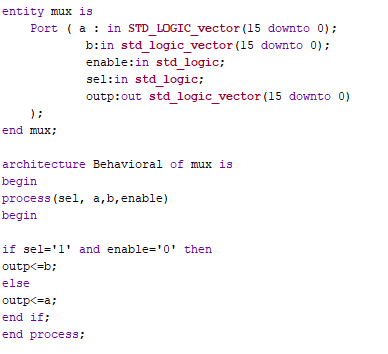 entity mux is
Port ( a : in STD_LOGIC_vector(15 downto 0);
b:in std_logic_vector(15 downto 0);
enable:in std_logic;
sel:in std_logic;
outp:out std_logic_vector(15 downto 0)
);
end mux;
architecture Behavioral of mux is
begin
process(sel, a,b,enable)
begin
if sel='1' and enable='0' then
outp<=b;
else
outp<=a;
end if;
end process;